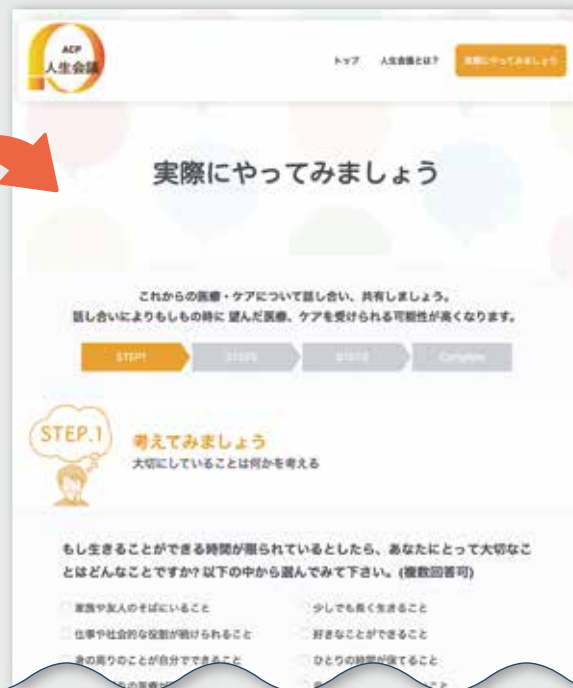 ACP
人生会議
トップ 人生会議とは? 実際にやってみましょう
実際にやってみましょう
これからの医療・ケアについて話し合い、共有しましょう。
話し合いによりもしもの時に 望んだ医療、ケアを受けられる可能性が高くなります。
STEP1 STEP2 STEP3 Complete
STEP.1
考えてみましょう
大切にしていることは何かを考える
もし生きることができる時間が限られているとしたら、あなたにとって大切なこ
とはどんなことですか? 以下の中から選んでみて下さい。(複数回答可)
家族や友人のそばにいること 少しでも長く生きること
仕事や社会的な役割が続けられること 好きなことができること
身の周りのことが自分でできること ひとりの時間が保てること